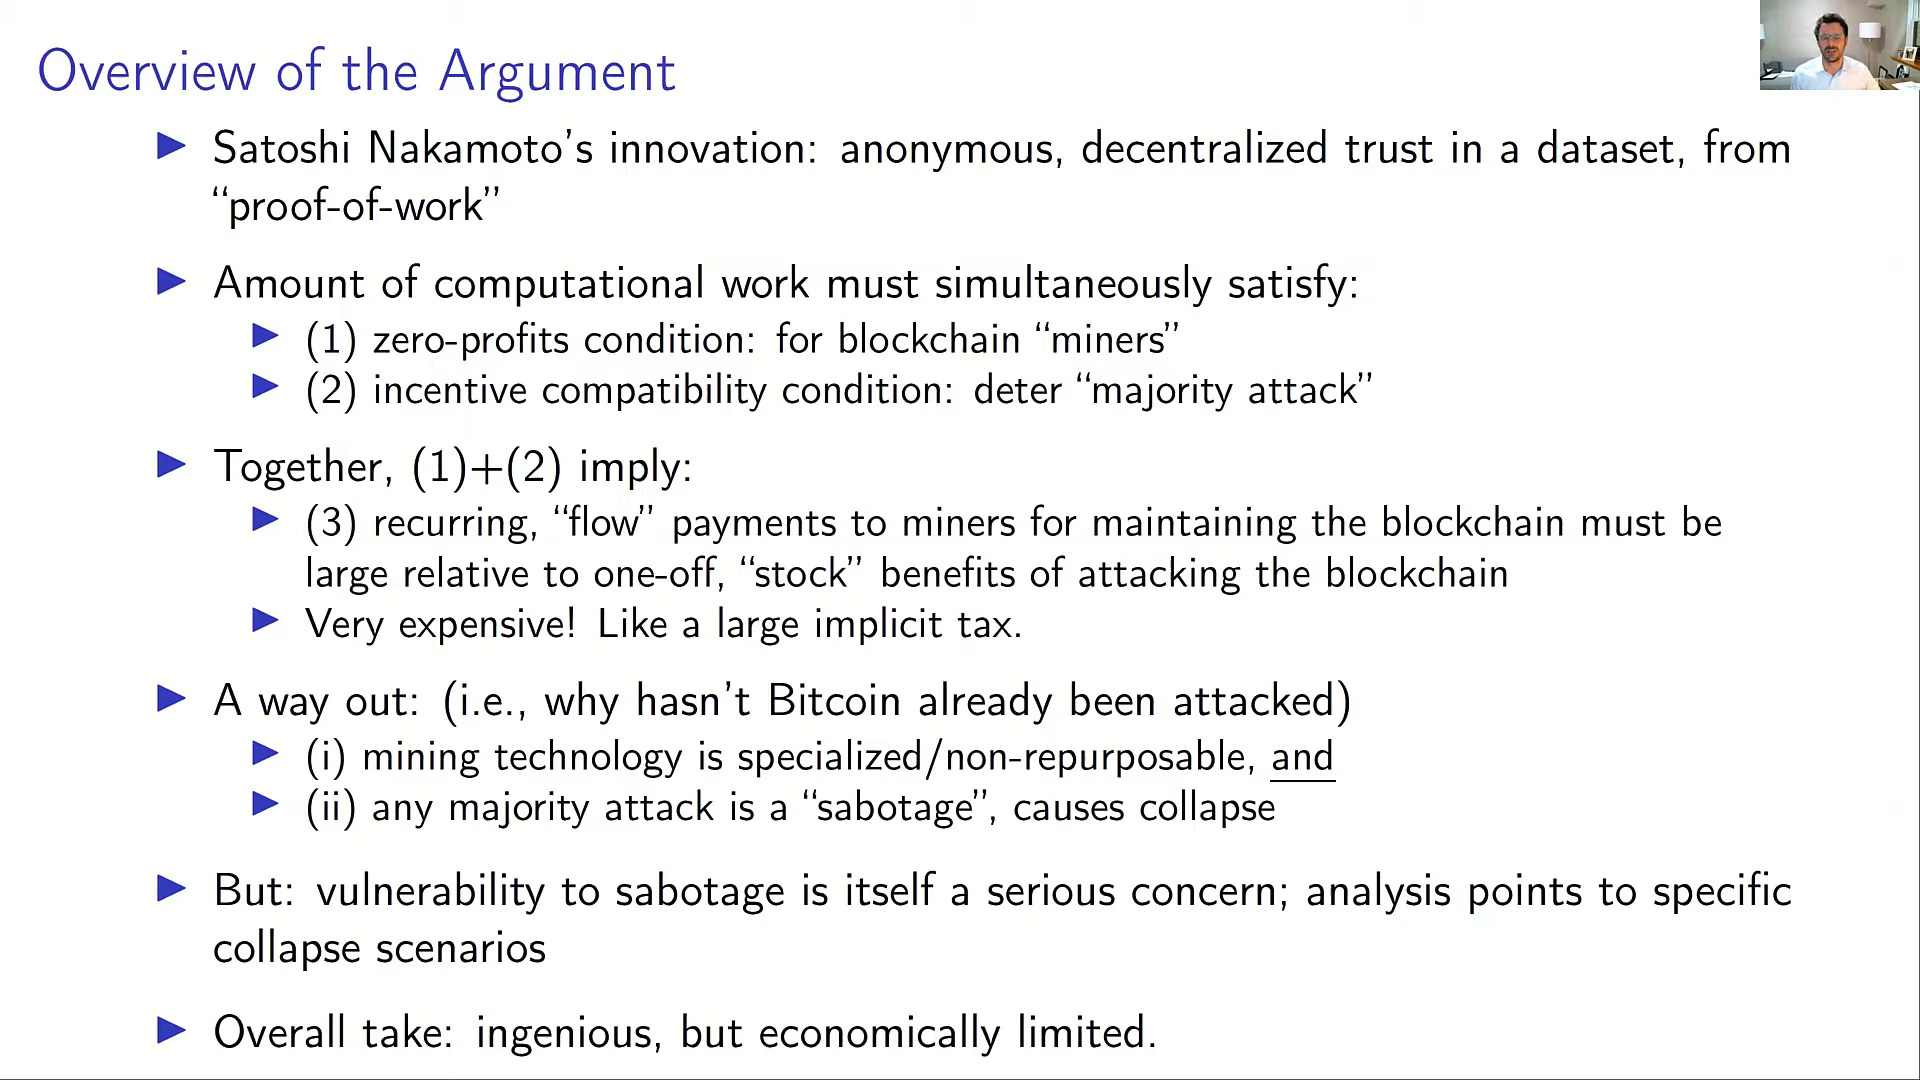 Overview of the Argument
Satoshi Nakamoto's innovation: anonymous, decentralized trust in a dataset, from
“proof-of-work”
Amount of computational work must simultaneously satisfy:
(1) zero-profits condition: for blockchain “miners”
(2) incentive compatibility condition: deter “majority attack”
Together, (1)+(2) imply:
(3) recurring, “flow” payments to miners for maintaining the blockchain must be
large relative to one-off, “stock” benefits of attacking the blockchain
Very expensive! Like a large implicit tax.
A way out: (i.e., why hasn't Bitcoin already been attacked)
(i) mining technology is specialized/non-repurposable, and
(ii) any majority attack is a “sabotage”, causes collapse
But: vulnerability to sabotage is itself a serious concern; analysis points to specific
collapse scenarios
Overall take: ingenious, but economically limited.